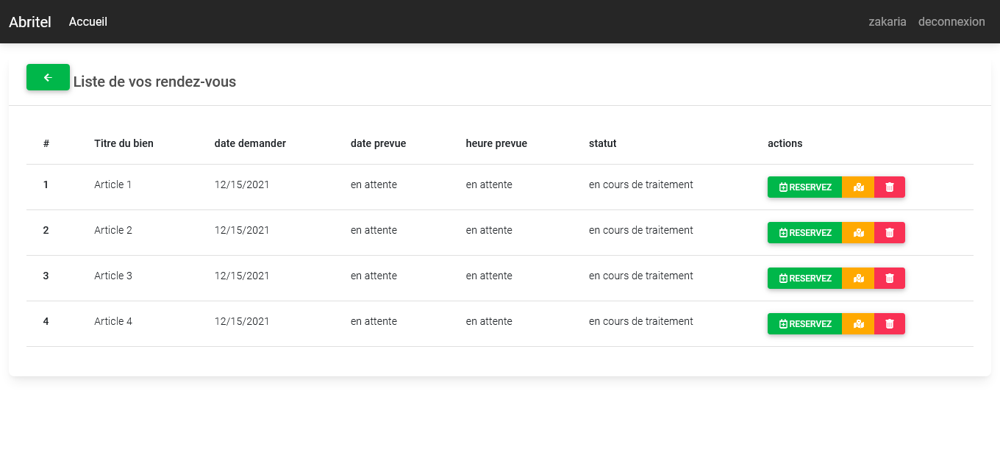 Abritel Accueil zakaria deconnexion
Liste de vos rendez-vous
# Titre du bien date demander date prevue heure prevue statut actions
1 Article 1 12/15/2021 en attente en attente en cours de traitement RESERVEZ
2 Article 2 12/15/2021 en attente en attente en cours de traitement RESERVEZ
3 Article 3 12/15/2021 en attente en attente en cours de traitement RESERVEZ
4 Article 4 12/15/2021 en attente en attente en cours de traitement RESERVEZ